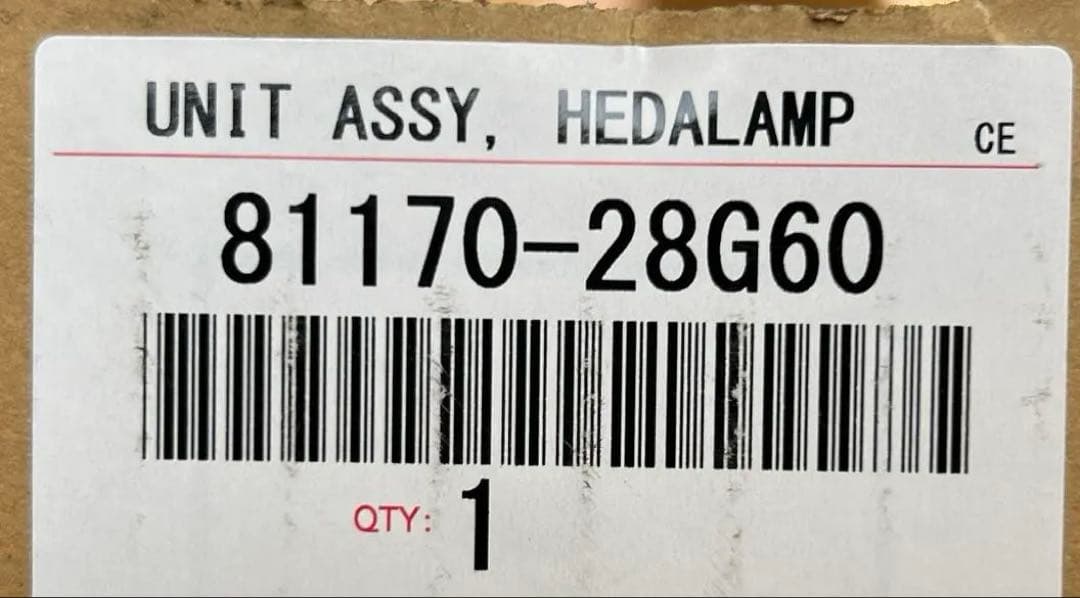 UNIT ASSY, HEDALAMP CE
81170-28G60
QTY: 1